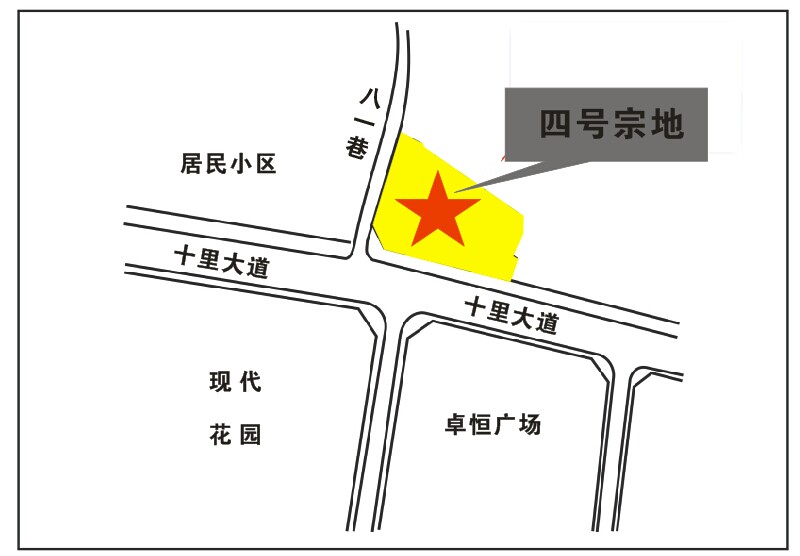 八一巷
四号宗地
居民小区
十里大道
十里大道
现代
花园
卓恒广场